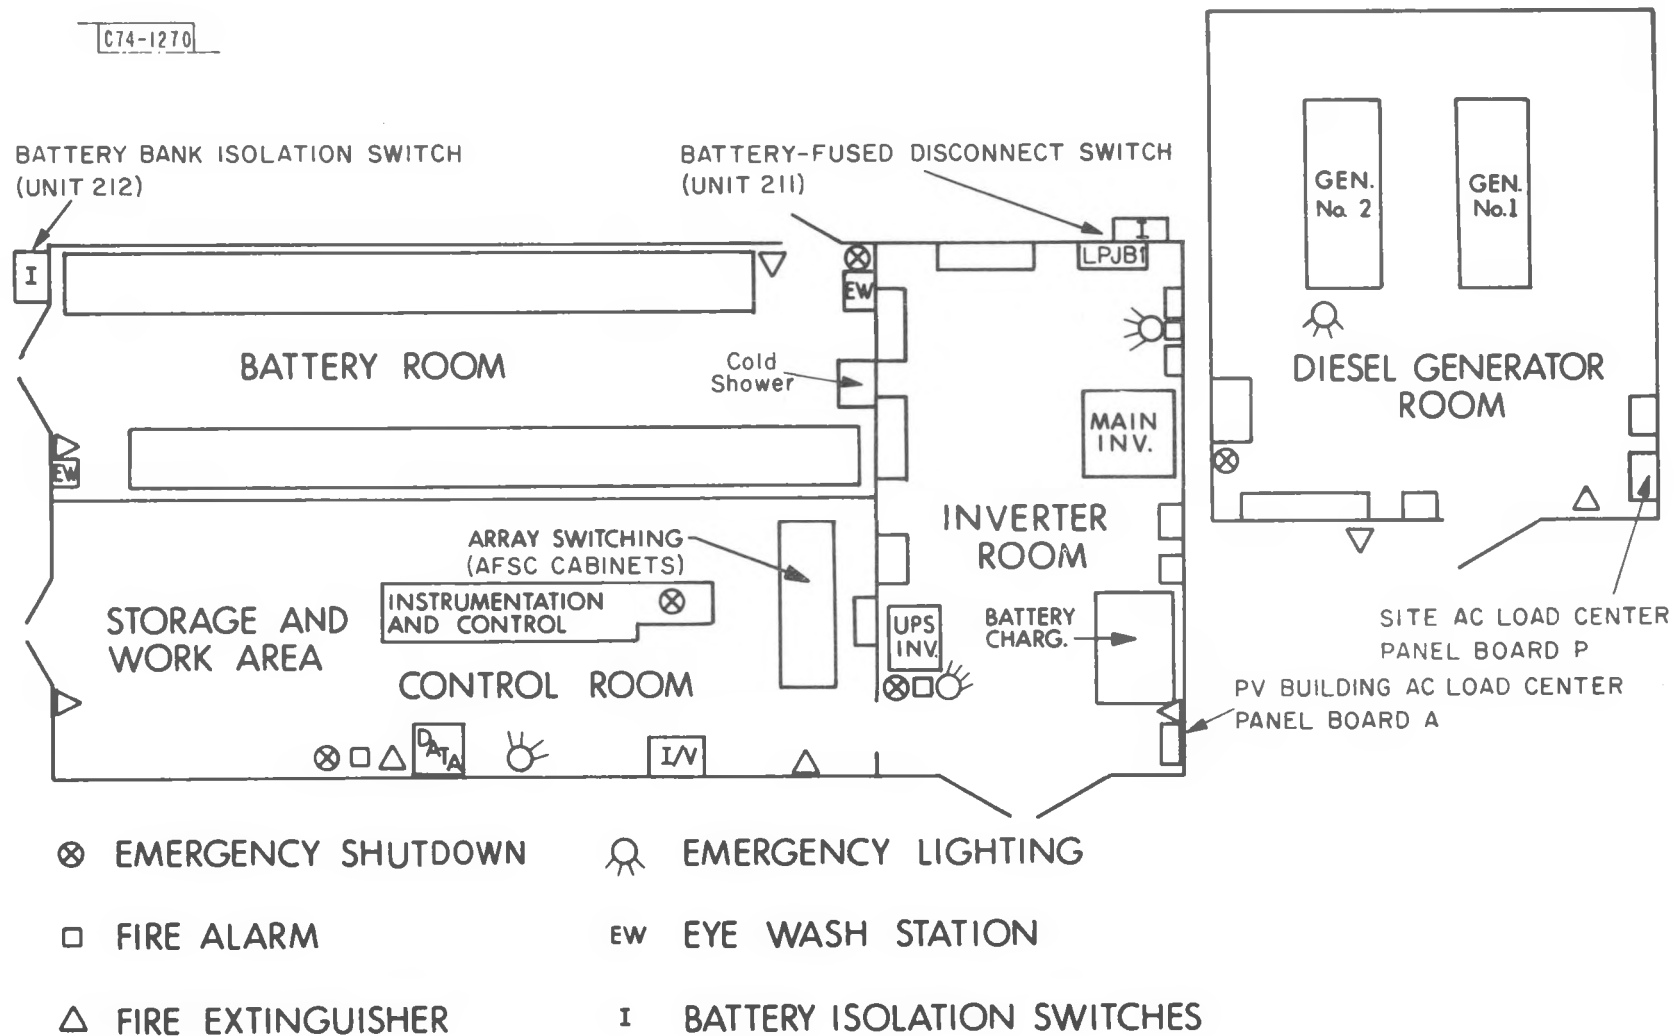 C74-1270
BATTERY BANK ISOLATION SWITCH
(UNIT 212)
BATTERY-FUSED DISCONNECT SWITCH
(UNIT 211)
GEN.
No. 2
GEN.
No. 1
I
I
LPJB1
EW
BATTERY ROOM
Cold
Shower
DIESEL GENERATOR
ROOM
MAIN
INV.
EW
INVERTER
ROOM
ARRAY SWITCHING
(AFSC CABINETS)
INSTRUMENTATION
AND CONTROL
STORAGE AND
WORK AREA
UPS
INV.
BATTERY
CHARG.
CONTROL ROOM
SITE AC LOAD CENTER
PANEL BOARD P
PV BUILDING AC LOAD CENTER
PANEL BOARD A
DATA
I/V
EMERGENCY SHUTDOWN
EMERGENCY LIGHTING
FIRE ALARM
EW EYE WASH STATION
FIRE EXTINGUISHER
I BATTERY ISOLATION SWITCHES